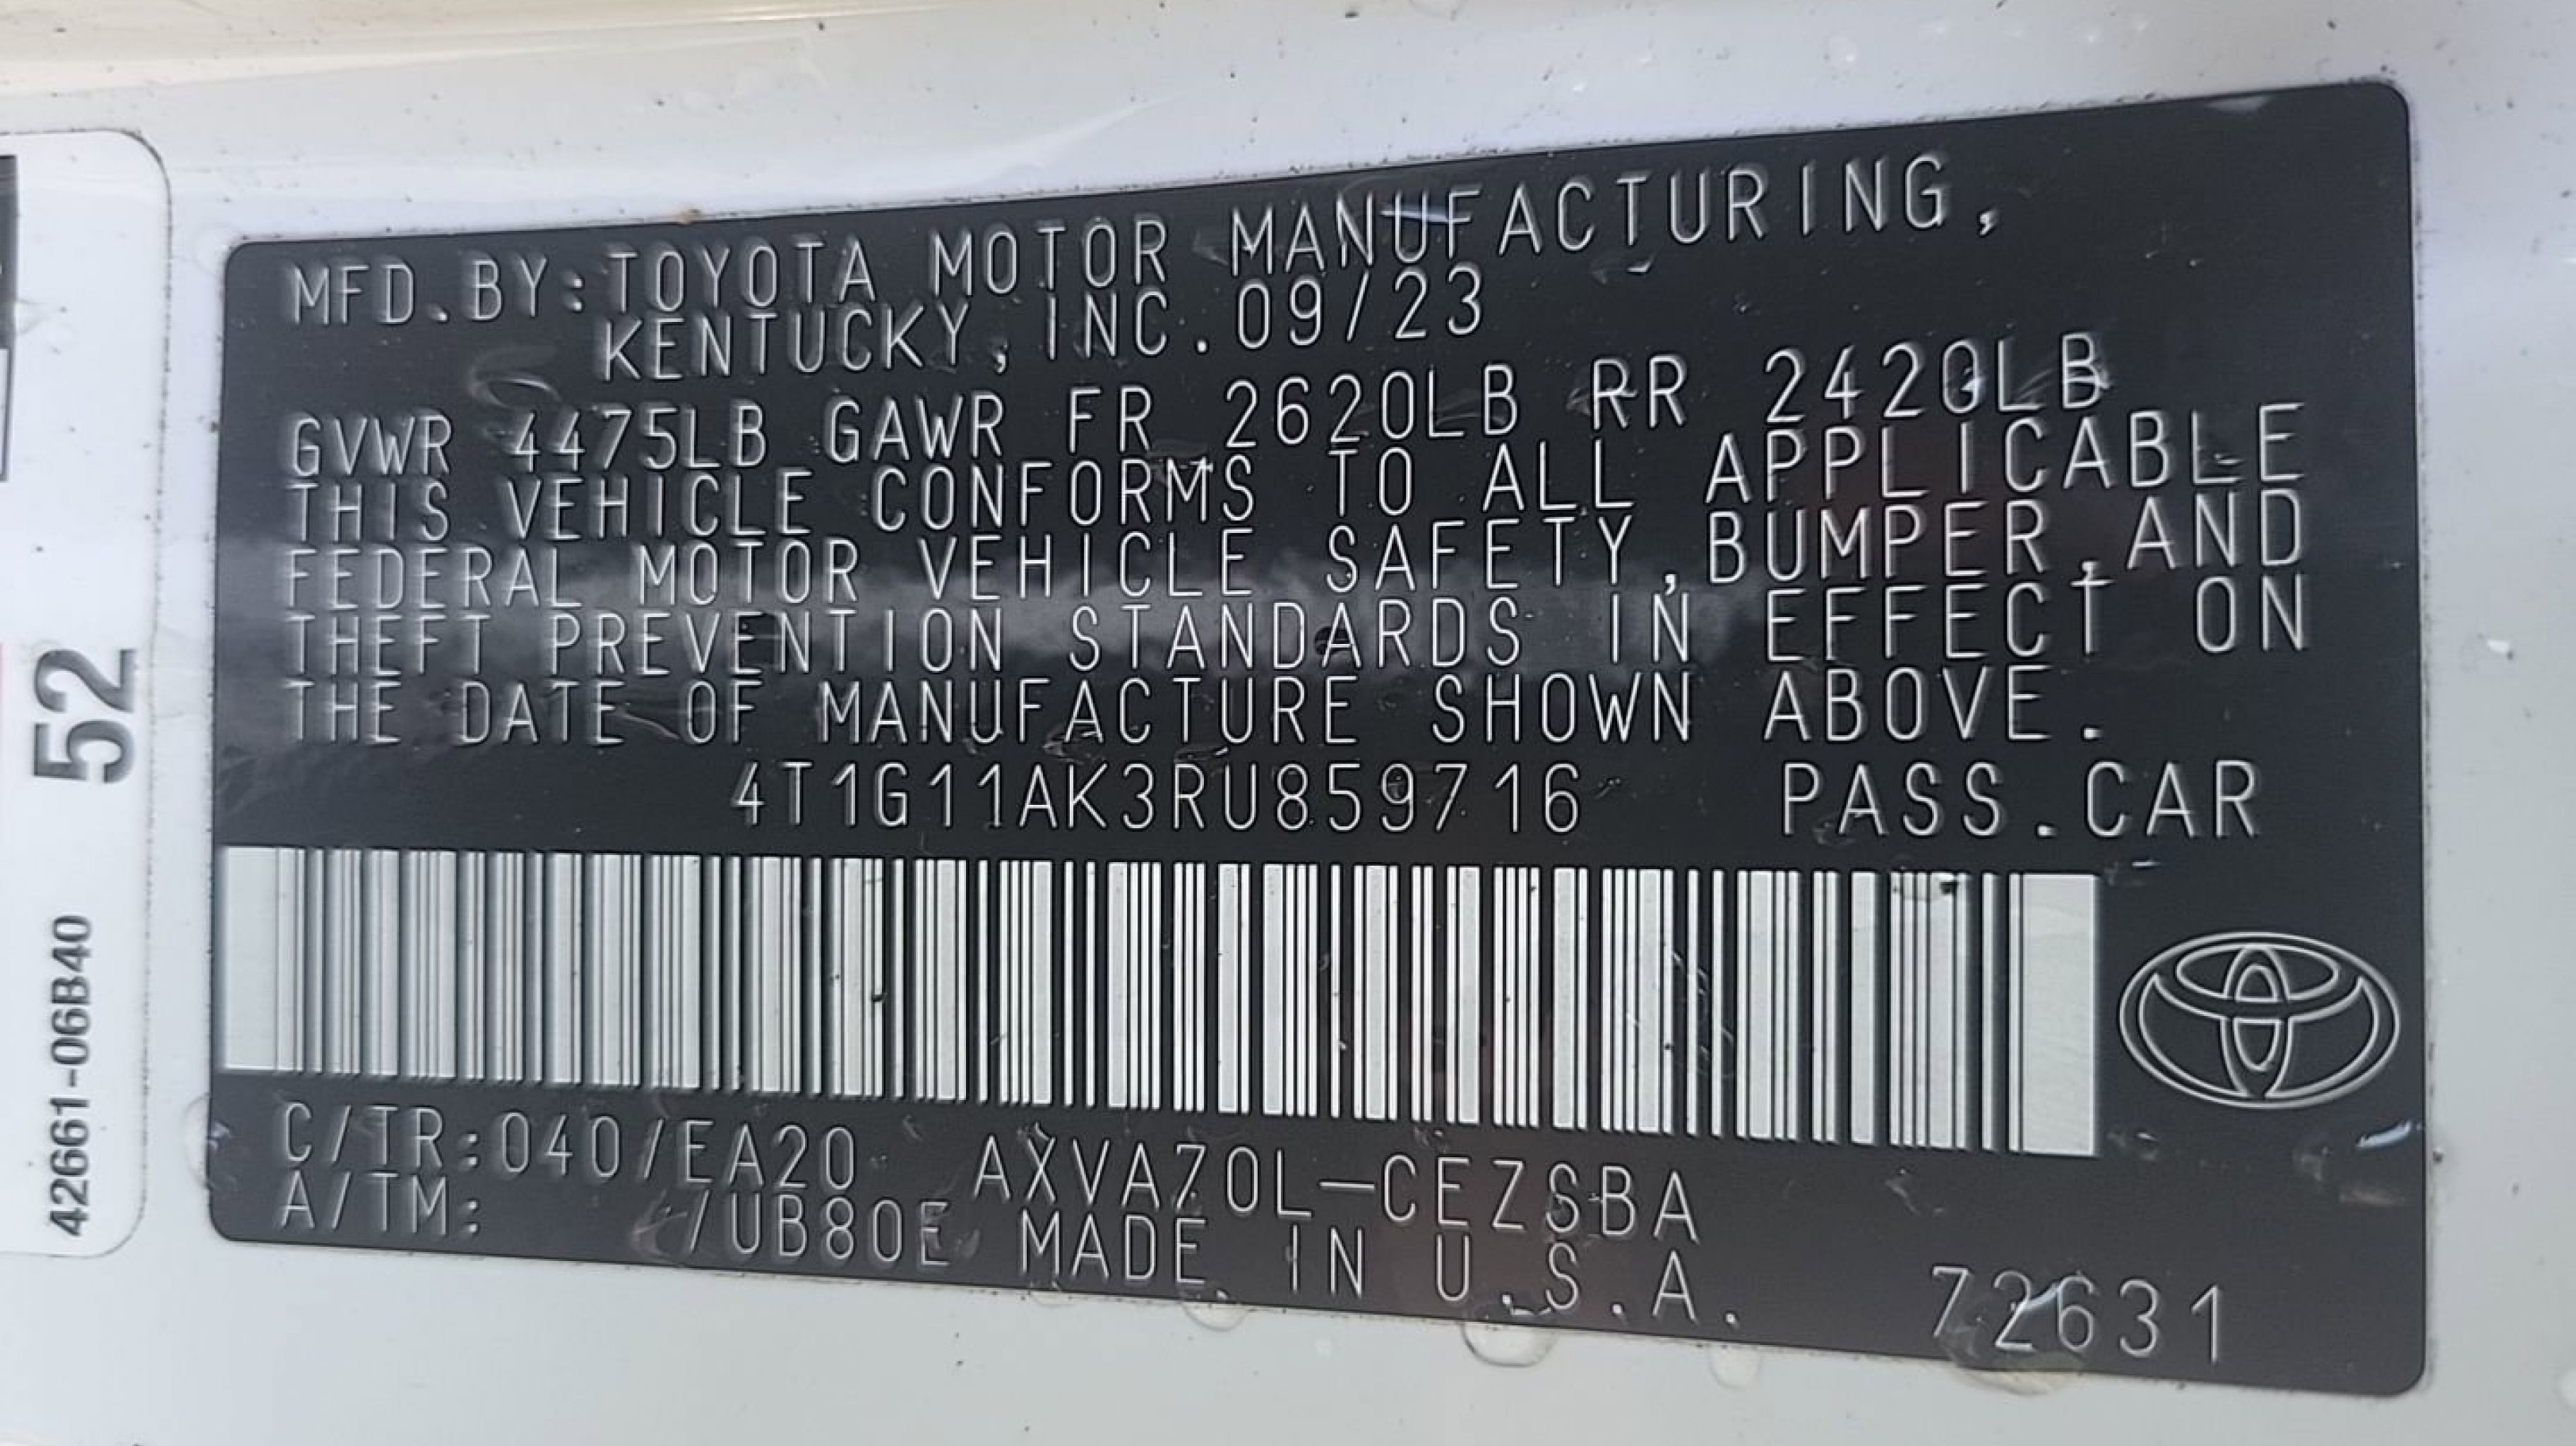 MFD.BY:TOYOTA MOTOR MANUFACTURING,
KENTUCKY, INC. 09/23
GVWR 4475LB GAWR FR 2620LB RR 2420LB
THIS VEHICLE CONFORMS TO ALL APPLICABLE
FEDERAL MOTOR VEHICLE SAFETY, BUMPER, AND
THEFT PREVENTION STANDARDS IN EFFECT ON
THE DATE OF MANUFACTURE SHOWN ABOVE.
4T1G11AK3RU859716 PASS.CAR
C/TR:040/EA20 AXVA70L-CEZSBA
A/TM: /UB80E MADE IN U.S.A. 72631
52
42661-06B40